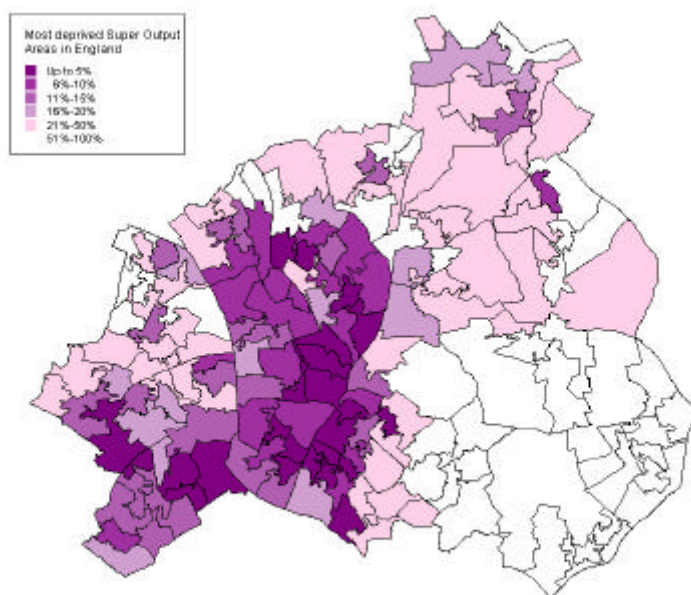 Most deprived Super Output
Areas in England
Up to 5%
6%-10%
11%-15%
16%-20%
21%-50%
51%-100%